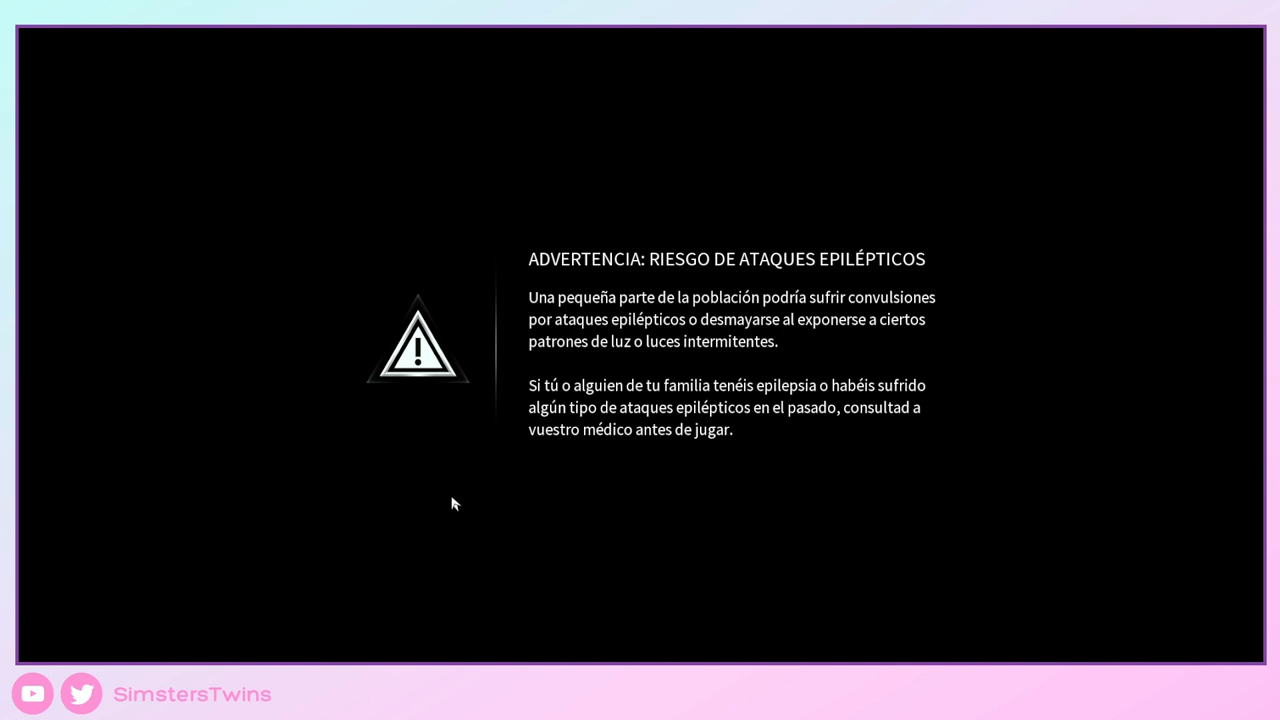 ADVERTENCIA: RIESGO DE ATAQUES EPILÉPTICOS
Una pequeña parte de la población podría sufrir convulsiones
por ataques epilépticos o desmayarse al exponerse a ciertos
patrones de luz o luces intermitentes.
Si tú o alguien de tu familia tenéis epilepsia o habéis sufrido
algún tipo de ataques epilépticos en el pasado, consultad a
vuestro médico antes de jugar.
SimstersTwins